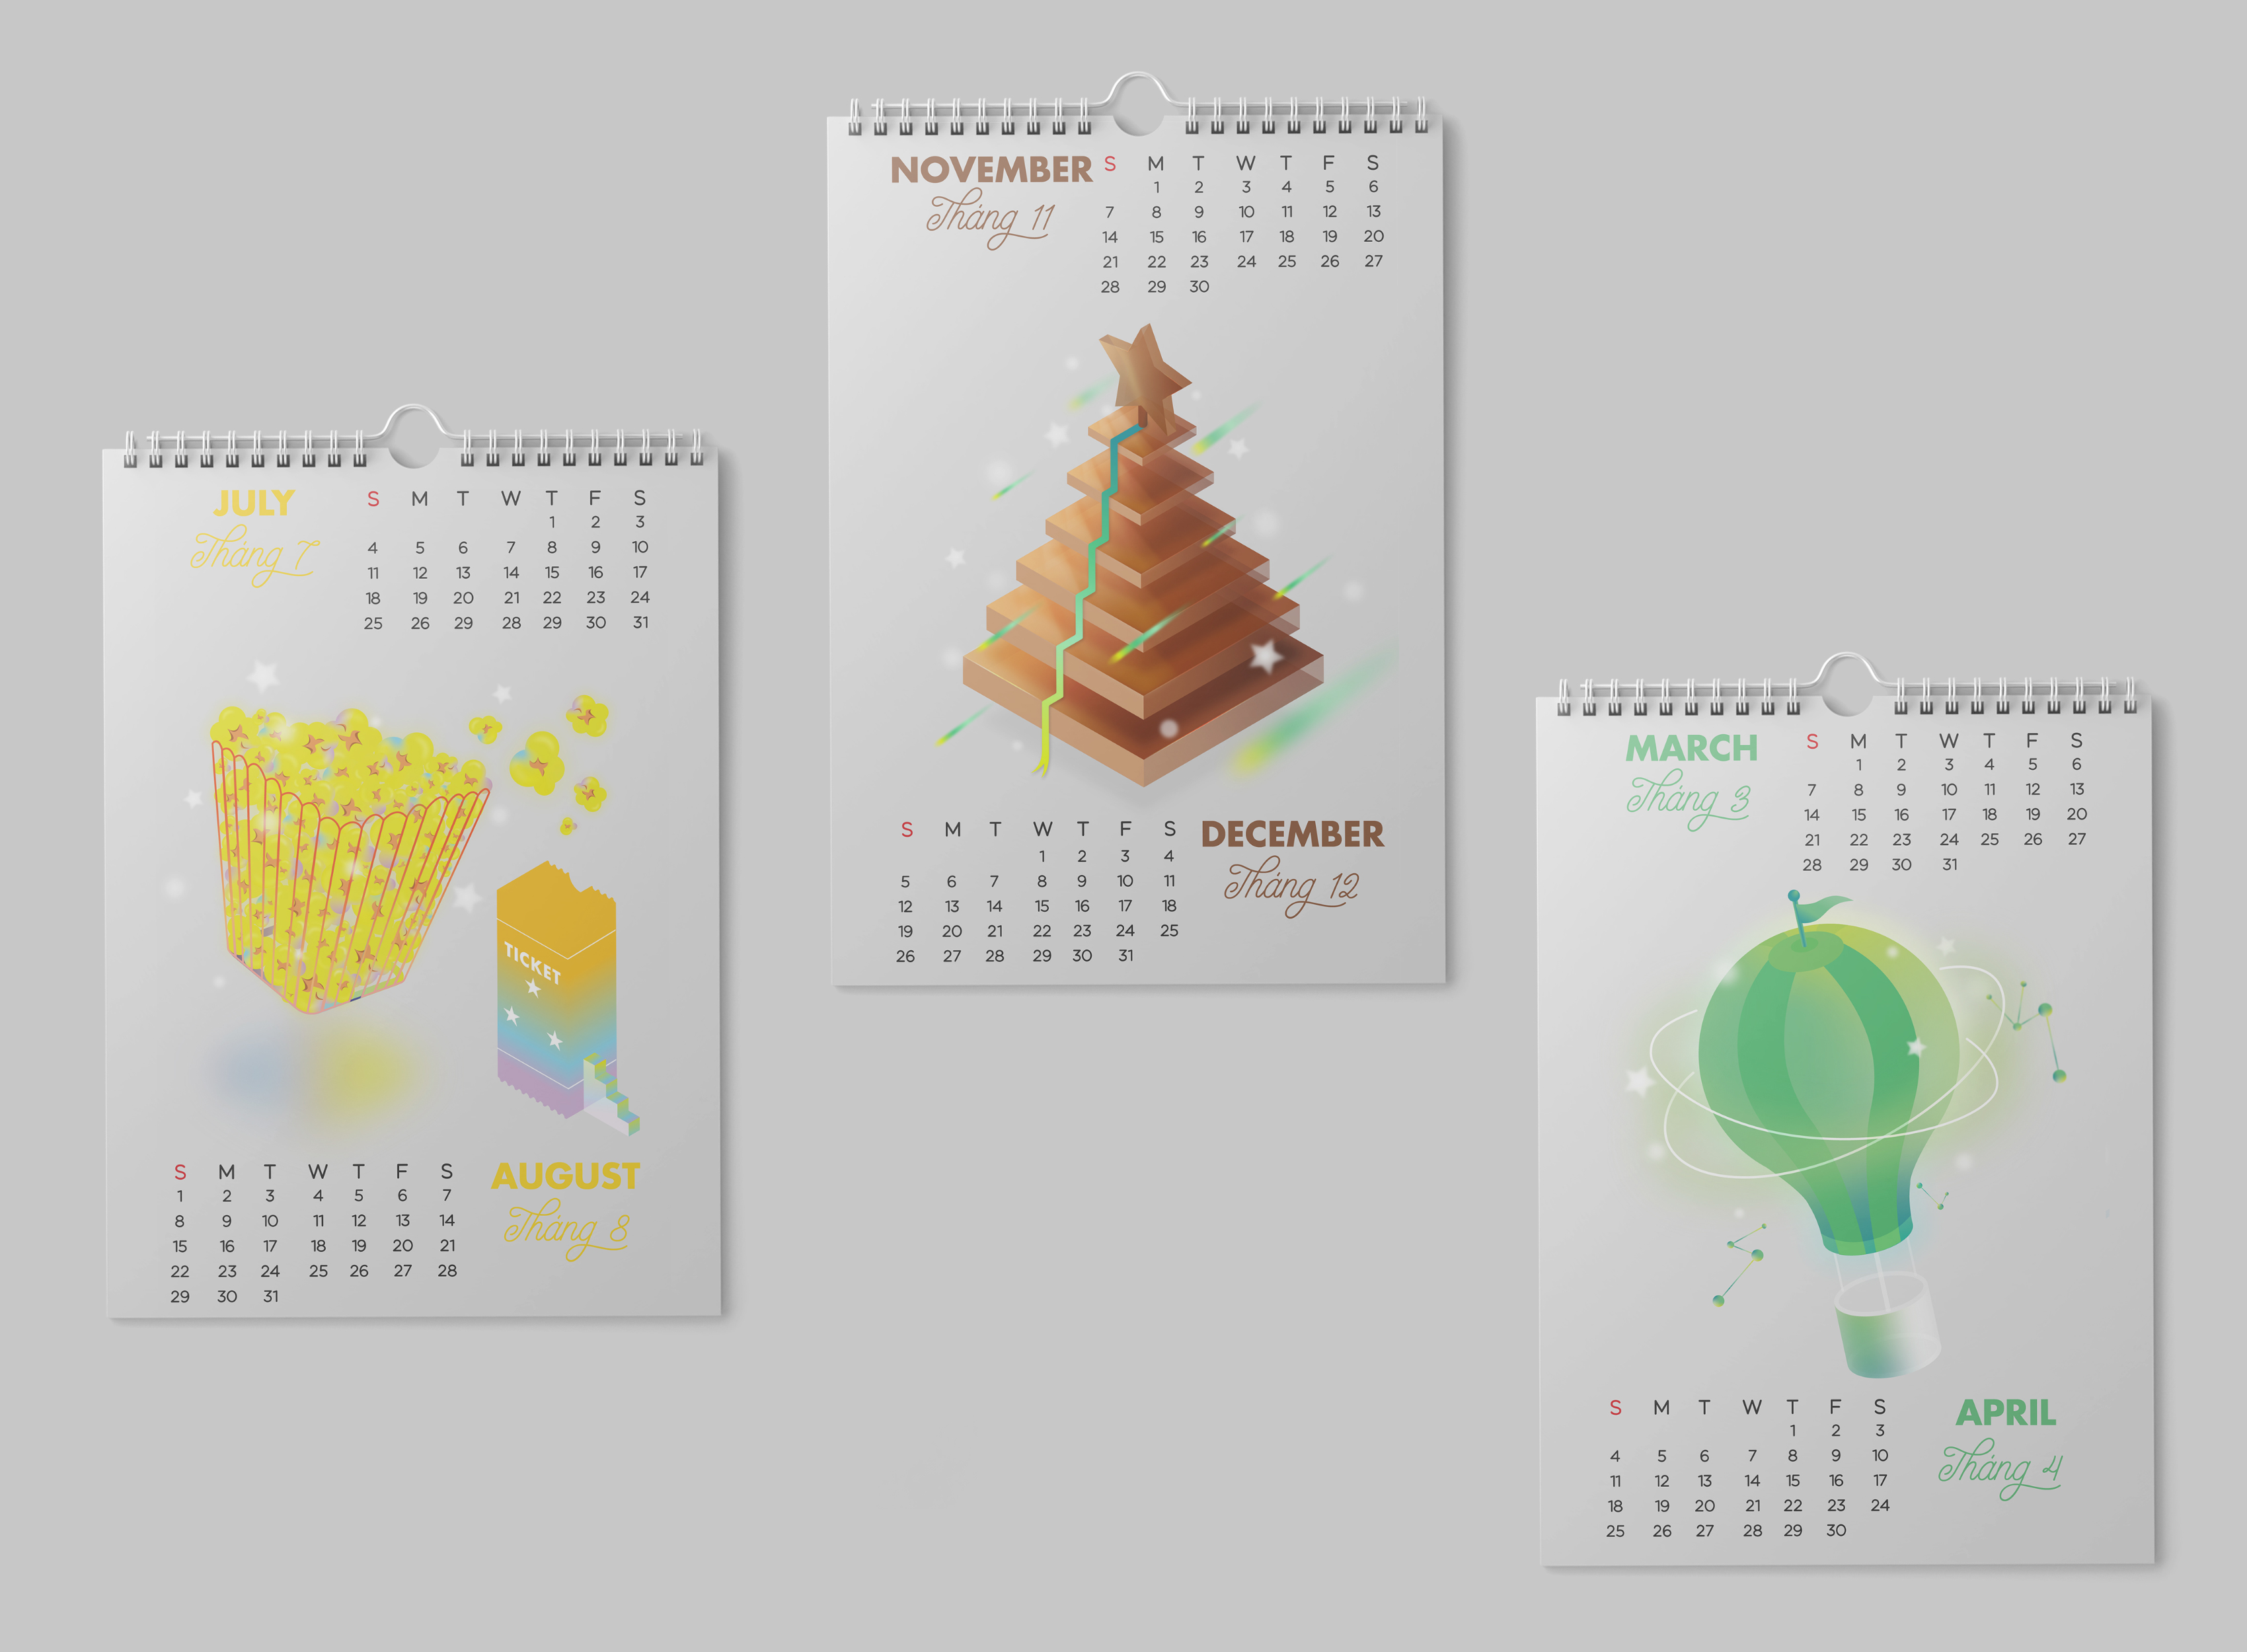 JULY
Tháng 7
S M T W T F S
1 2 3
4 5 6 7 8 9 10
11 12 13 14 15 16 17
18 19 20 21 22 23 24
25 26 29 28 29 30 31
TICKET
S M T W T F S
1 2 3 4 5 6 7
8 9 10 11 12 13 14
15 16 17 18 19 20 21
22 23 24 25 26 27 28
29 30 31
AUGUST
Tháng 8
NOVEMBER
Tháng 11
S M T W T F S
1 2 3 4 5 6
7 8 9 10 11 12 13
14 15 16 17 18 19 20
21 22 23 24 25 26 27
28 29 30
S M T W T F S
1 2 3 4
5 6 7 8 9 10 11
12 13 14 15 16 17 18
19 20 21 22 23 24 25
26 27 28 29 30 31
DECEMBER
Tháng 12
MARCH
Tháng 3
S M T W T F S
1 2 3 4 5 6
7 8 9 10 11 12 13
14 15 16 17 18 19 20
21 22 23 24 25 26 27
28 29 30 31
S M T W T F S
1 2 3
4 5 6 7 8 9 10
11 12 13 14 15 16 17
18 19 20 21 22 23 24
25 26 27 28 29 30
APRIL
Tháng 4